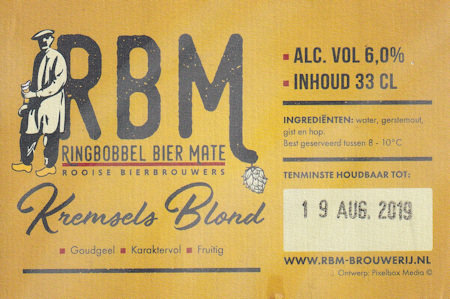 RBM
RINGBOBBEL BIER MATE
ROOISE BIERBROUWERS
Kremsels Blond
▪ Goudgeel ▪ Karaktervol ▪ Fruitig
▪ ALC. VOL 6,0%
▪ INHOUD 33 CL
INGREDIËNTEN: water, gerstemout,
gist en hop.
Best geserveerd tussen 8 - 10°C
TENMINSTE HOUDBAAR TOT:
19 AUG. 2019
WWW.RBM-BROUWERIJ.NL
.: Ontwerp: Pixelbox Media ©